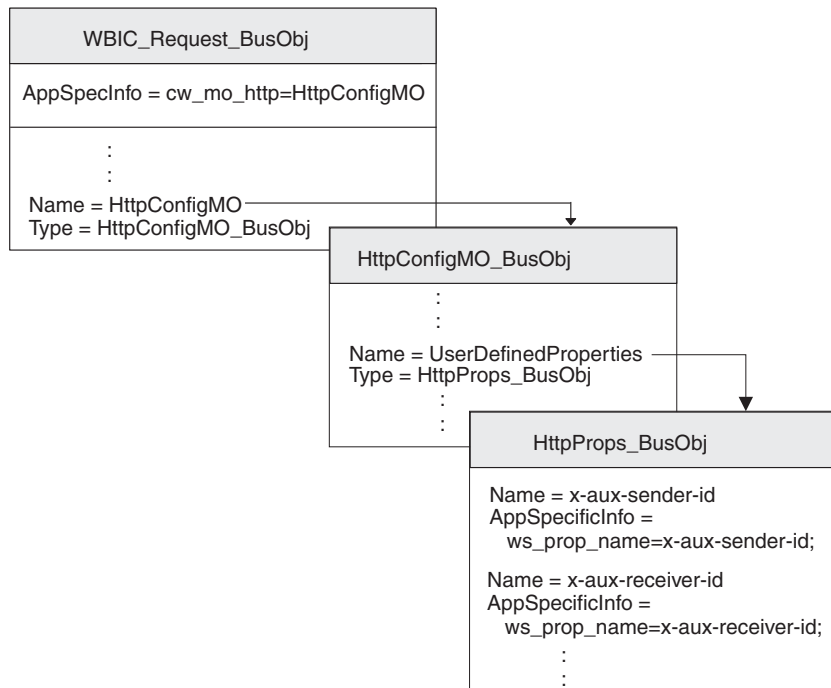 WBIC_Request_BusObj
AppSpecInfo = cw_mo_http=HttpConfigMO
:
:
Name = HttpConfigMO
Type = HttpConfigMO_BusObj
HttpConfigMO_BusObj
:
:
Name = UserDefinedProperties
Type = HttpProps_BusObj
:
:
HttpProps_BusObj
Name = x-aux-sender-id
AppSpecificInfo =
ws_prop_name=x-aux-sender-id;
Name = x-aux-receiver-id
AppSpecificInfo =
ws_prop_name=x-aux-receiver-id;
:
: